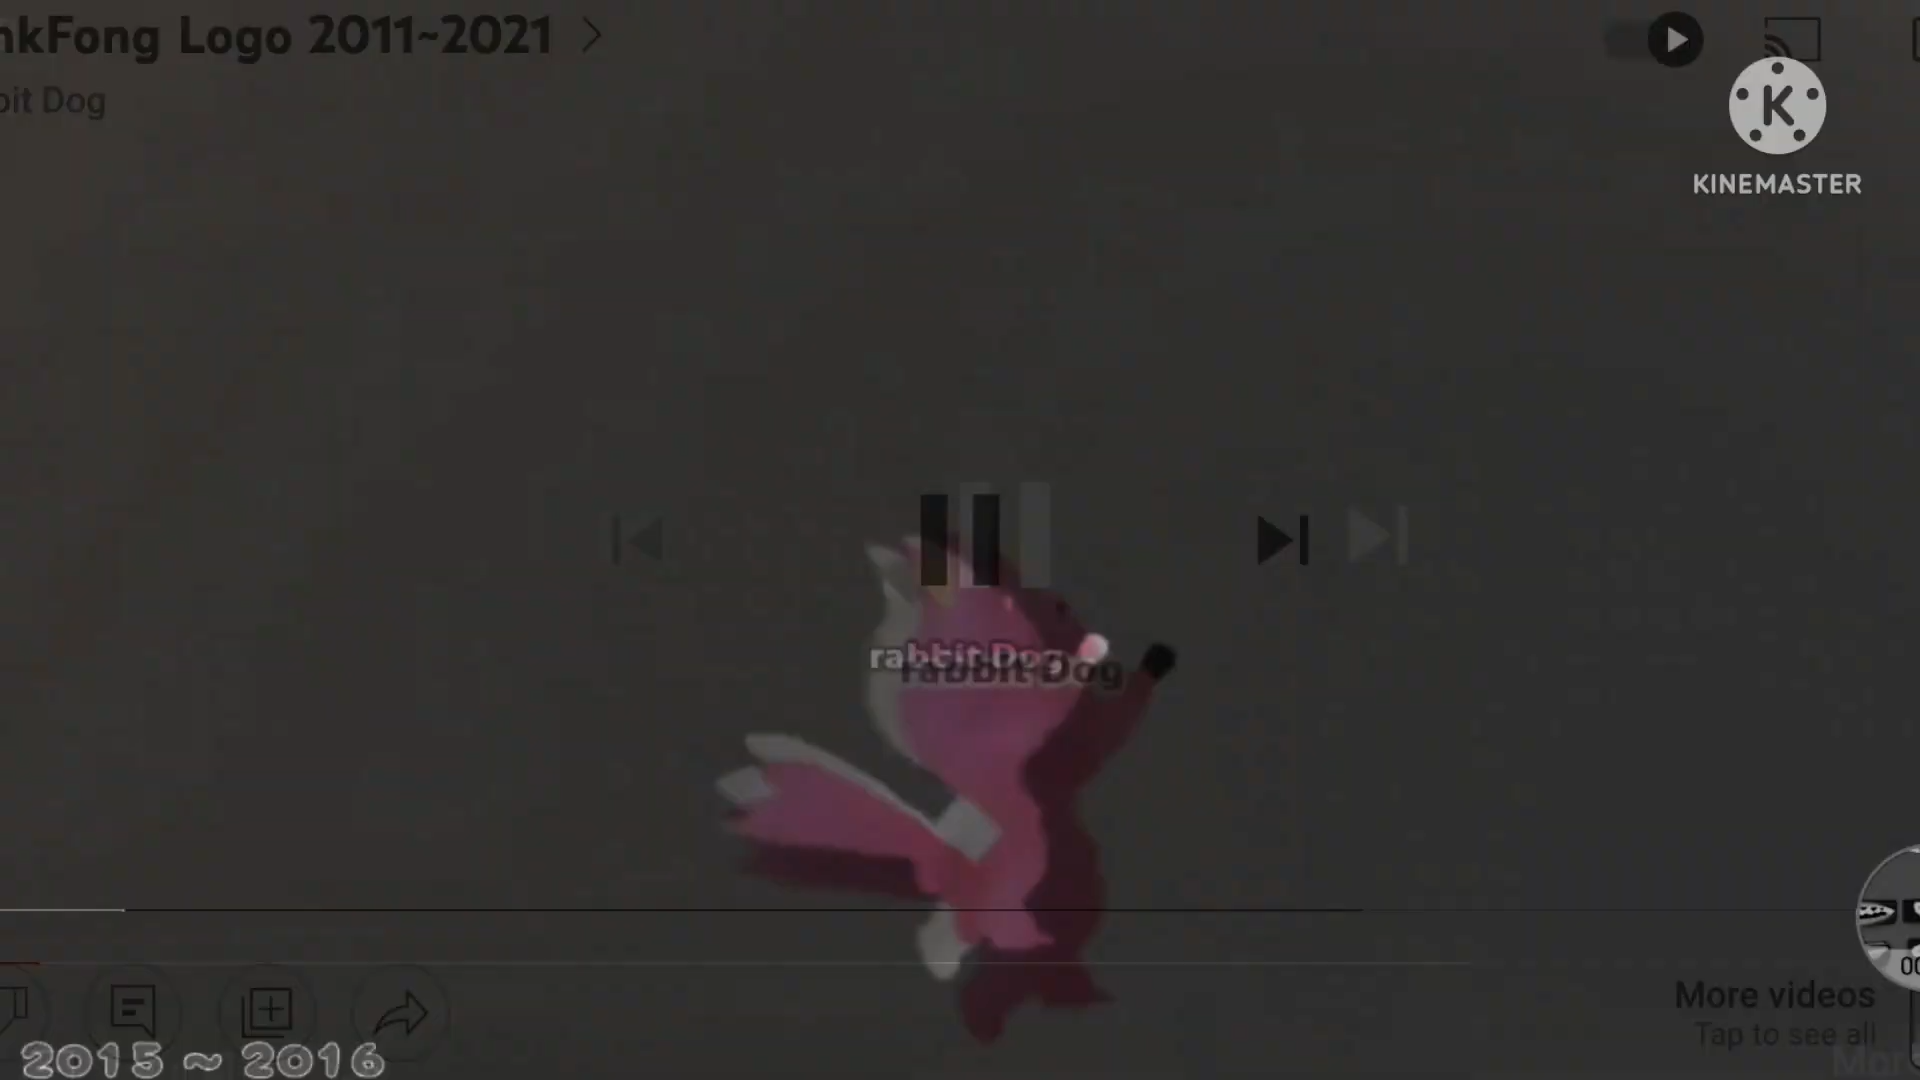 nkFong Logo 2011~2021
bit Dog
K
KINEMASTER
rabbit Dog
rabbit Dog
More videos
Tap to see all
2015 ~ 2016